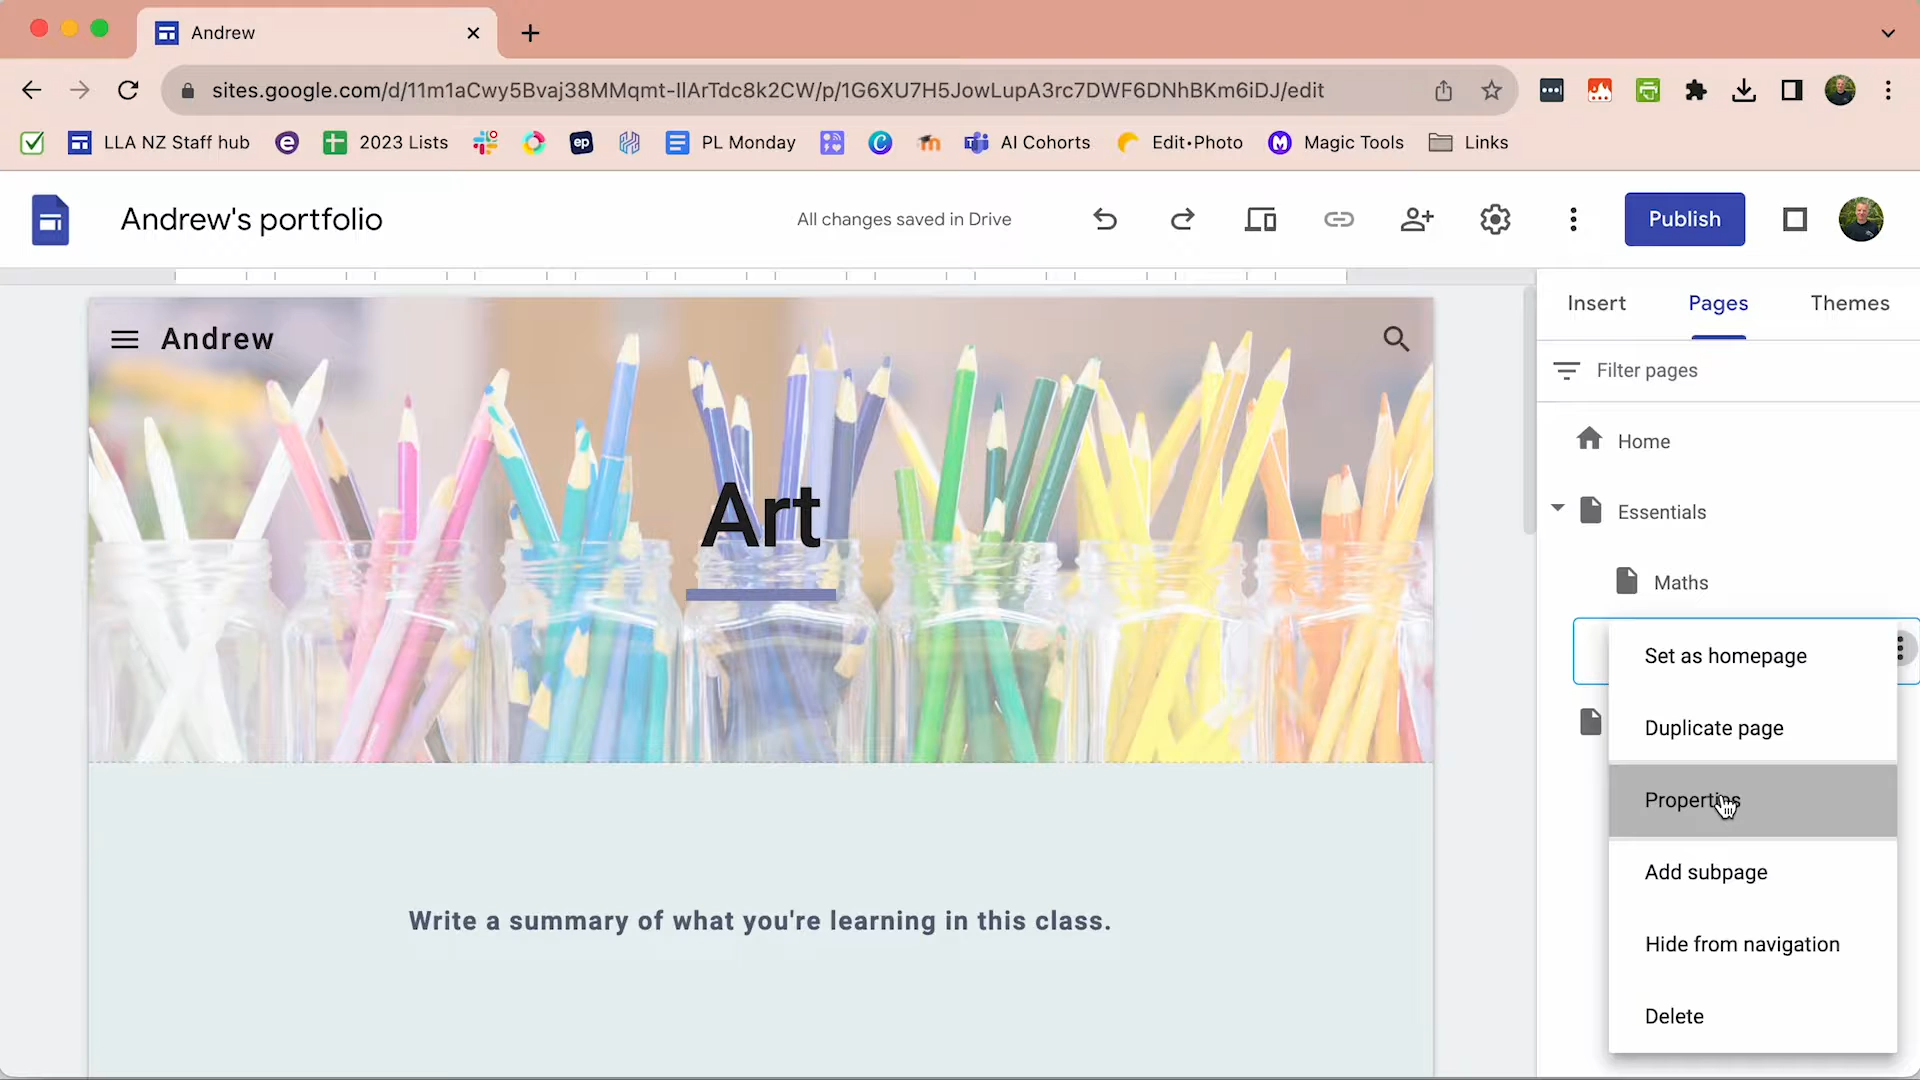 Andrew
sites.google.com/d/11m1aCwy5Bvaj38MMqmt-IlArTdc8k2CW/p/1G6XU7H5JowLupA3rc7DWF6DNhBKm6iDJ/edit
LLA NZ Staff hub
2023 Lists
ep
PL Monday
AI Cohorts
Edit•Photo
Magic Tools
Links
Andrew's portfolio
All changes saved in Drive
Publish
Insert
Pages
Themes
Andrew
Filter pages
Home
Art
Essentials
Maths
Set as homepage
Duplicate page
Properties
Add subpage
Write a summary of what you're learning in this class.
Hide from navigation
Delete